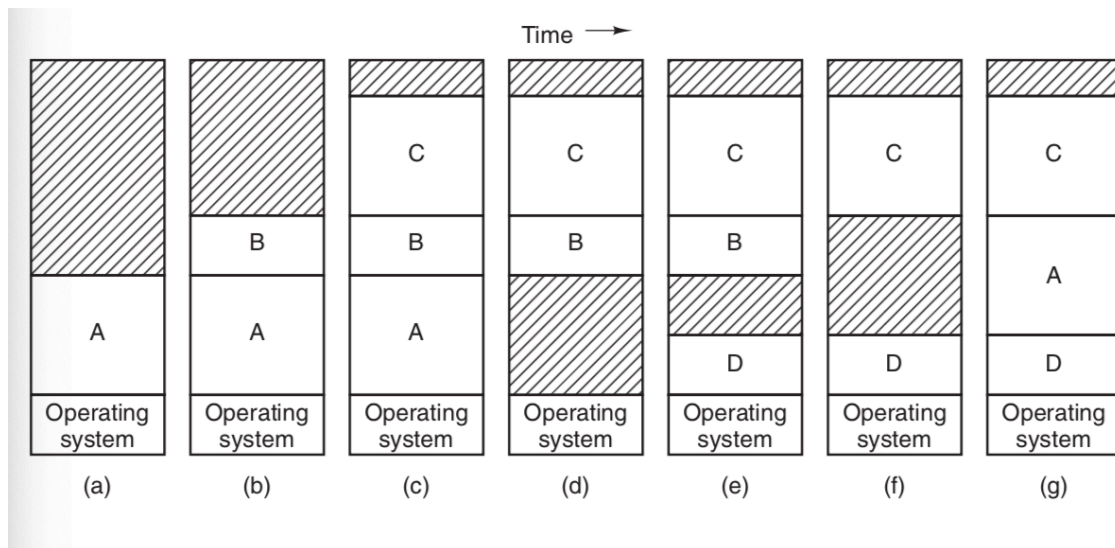 Time
C
C
C
C
C
B
B
B
B
A
A
A
A
D
D
D
Operating
system
Operating
system
Operating
system
Operating
system
Operating
system
Operating
system
Operating
system
(a)
(b)
(c)
(d)
(e)
(f)
(g)